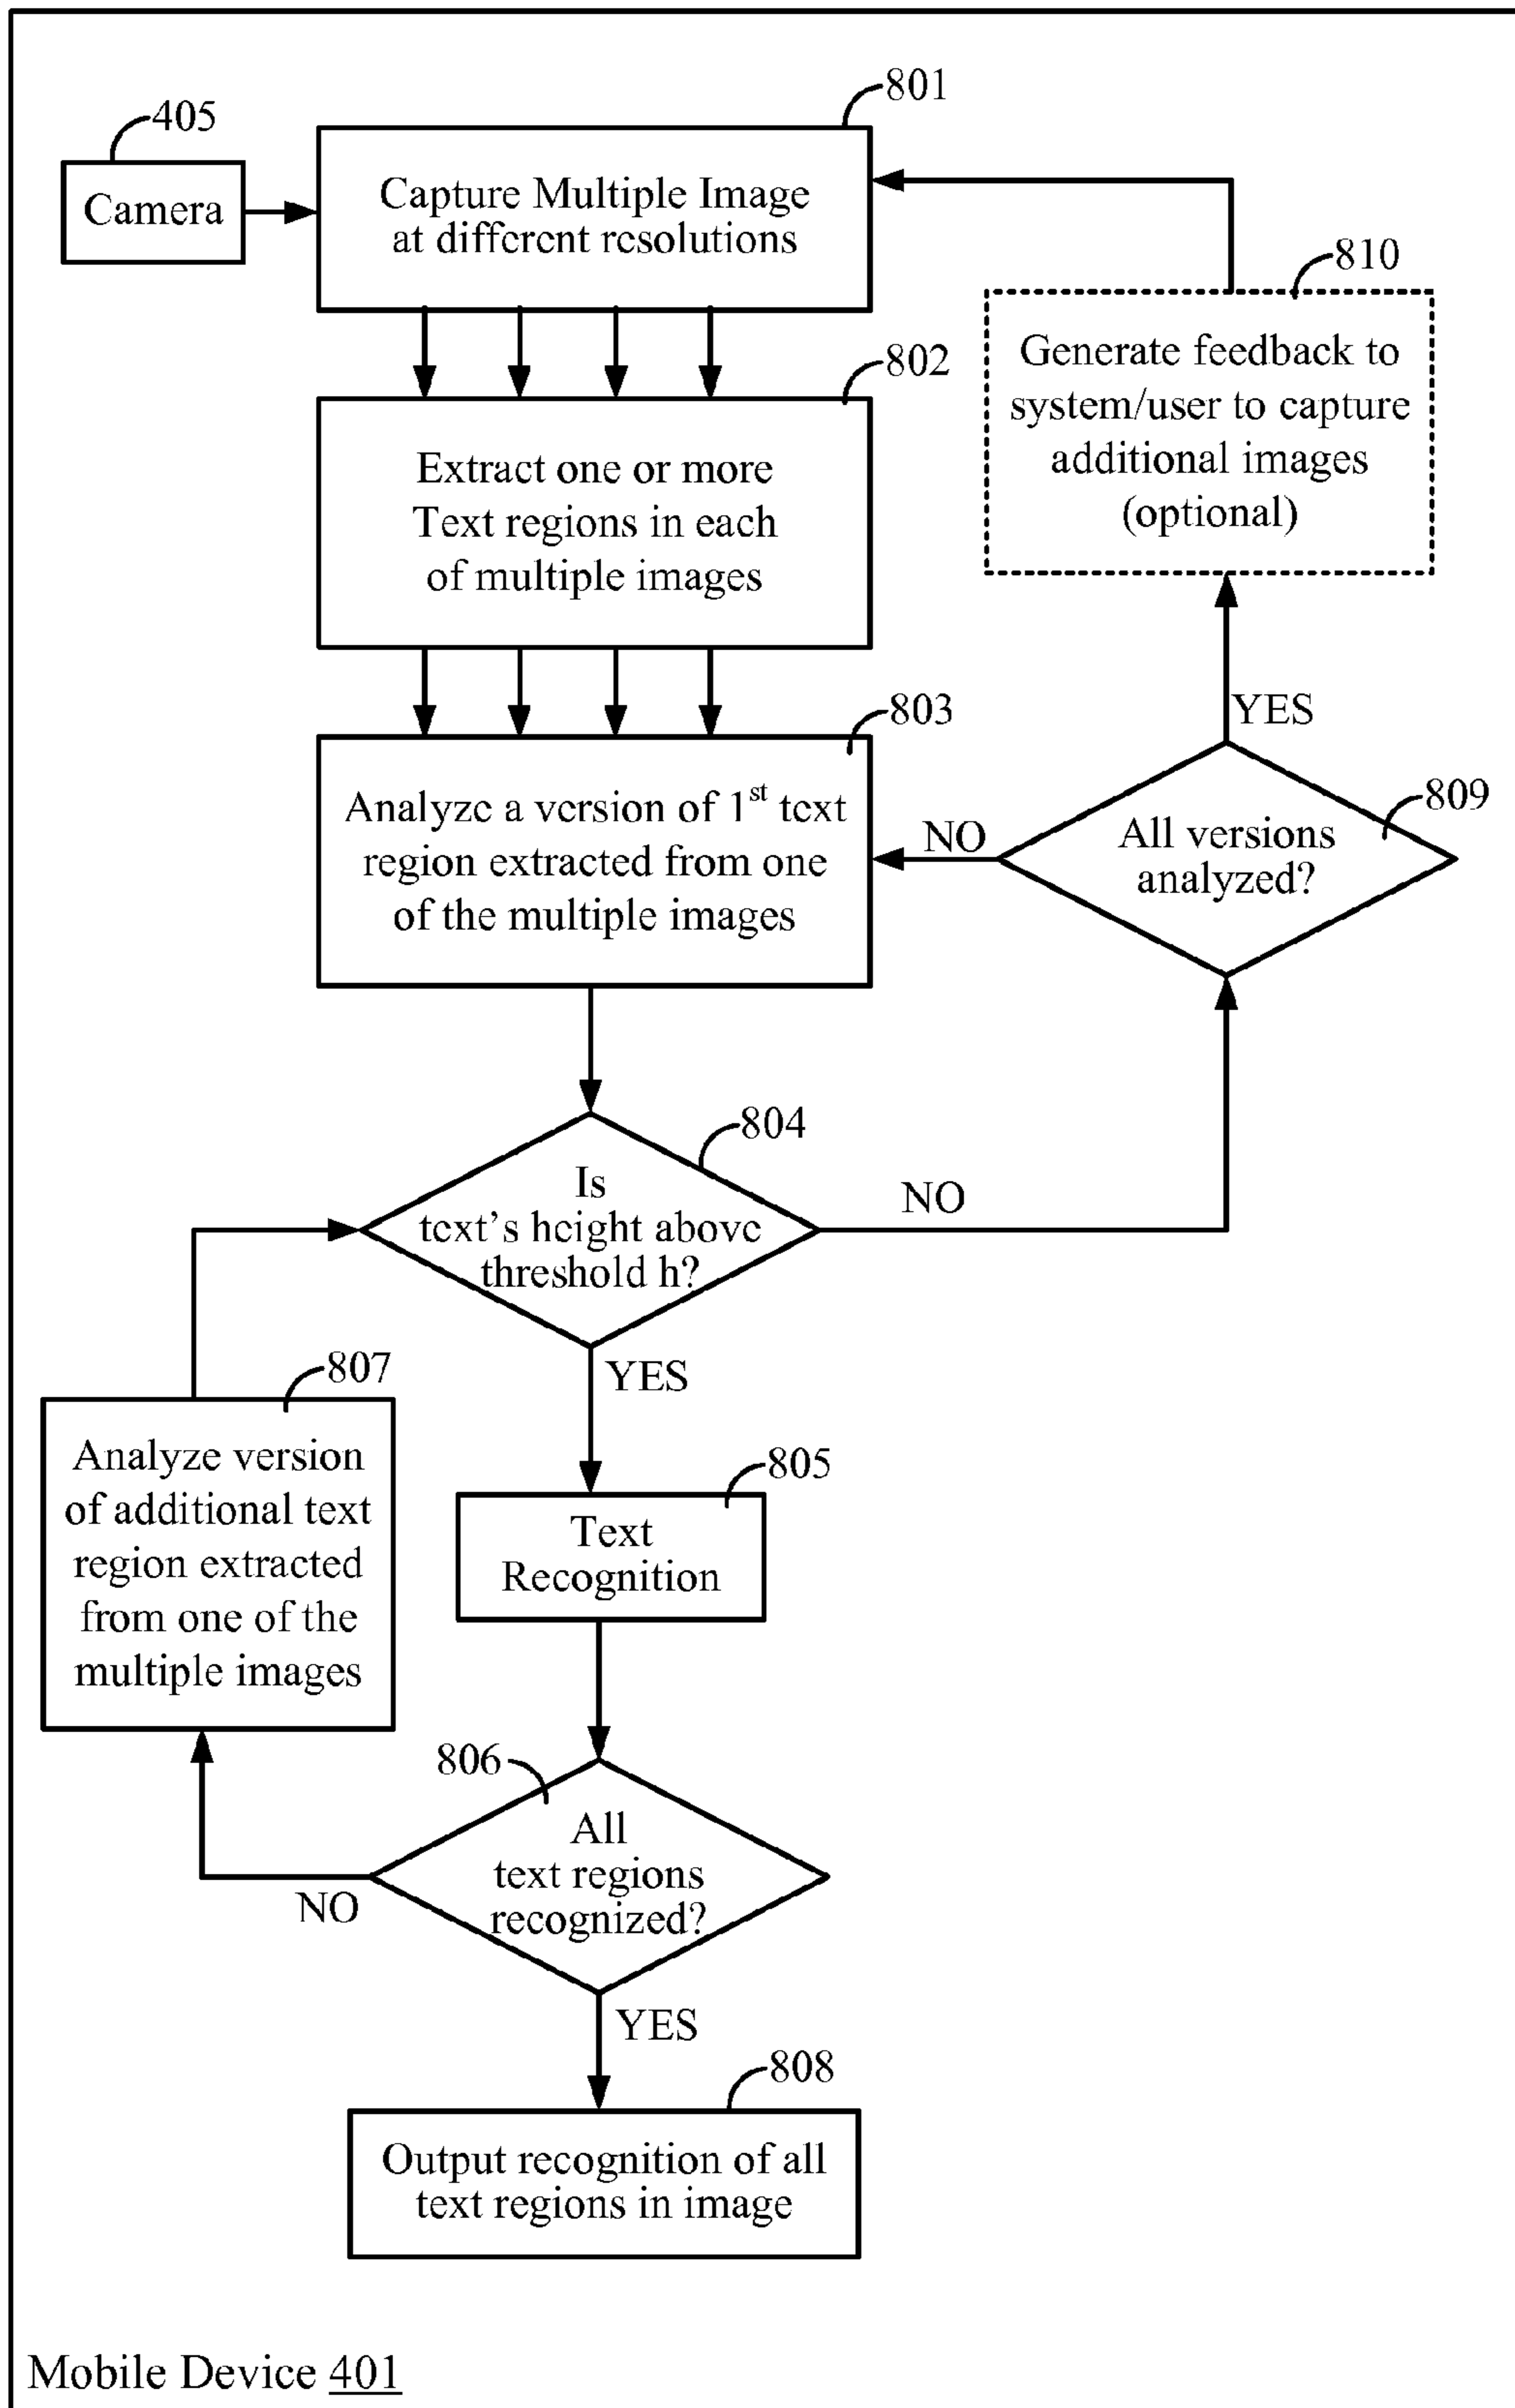 801
405
Camera
Capture Multiple Image
at different resolutions
810
Generate feedback to
system/user to capture
additional images
(optional)
802
Extract one or more
Text regions in each
of multiple images
YES
803
Analyze a version of 1st text
region extracted from one
of the multiple images
NO
809
All versions
analyzed?
804
Is
text's height above
threshold h?
NO
YES
807
Analyze version
of additional text
region extracted
from one of the
multiple images
805
Text
Recognition
806
All
text regions
recognized?
NO
YES
808
Output recognition of all
text regions in image
Mobile Device 401